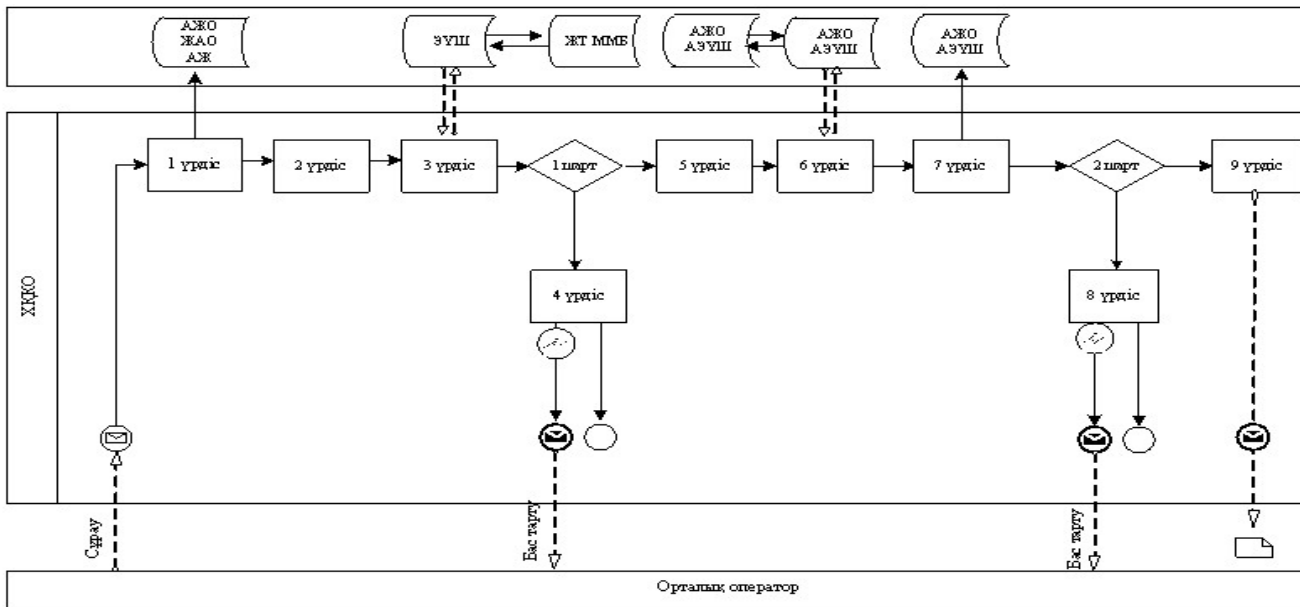 АЖО
ЖАО
АЖ
ЭҮШ
ЖТ ММБ
АЖО
АЭҮШ
АЖО
АЭҮШ
АЖО
АЭҮШ
ХҚКО
1 үрдіс
2 үрдіс
3 үрдіс
1 шарт
5 үрдіс
6 үрдіс
7 үрдіс
2 шарт
9 үрдіс
4 үрдіс
8 үрдіс
Сұрау
Бас тарту
Бас тарту
Орталық оператор